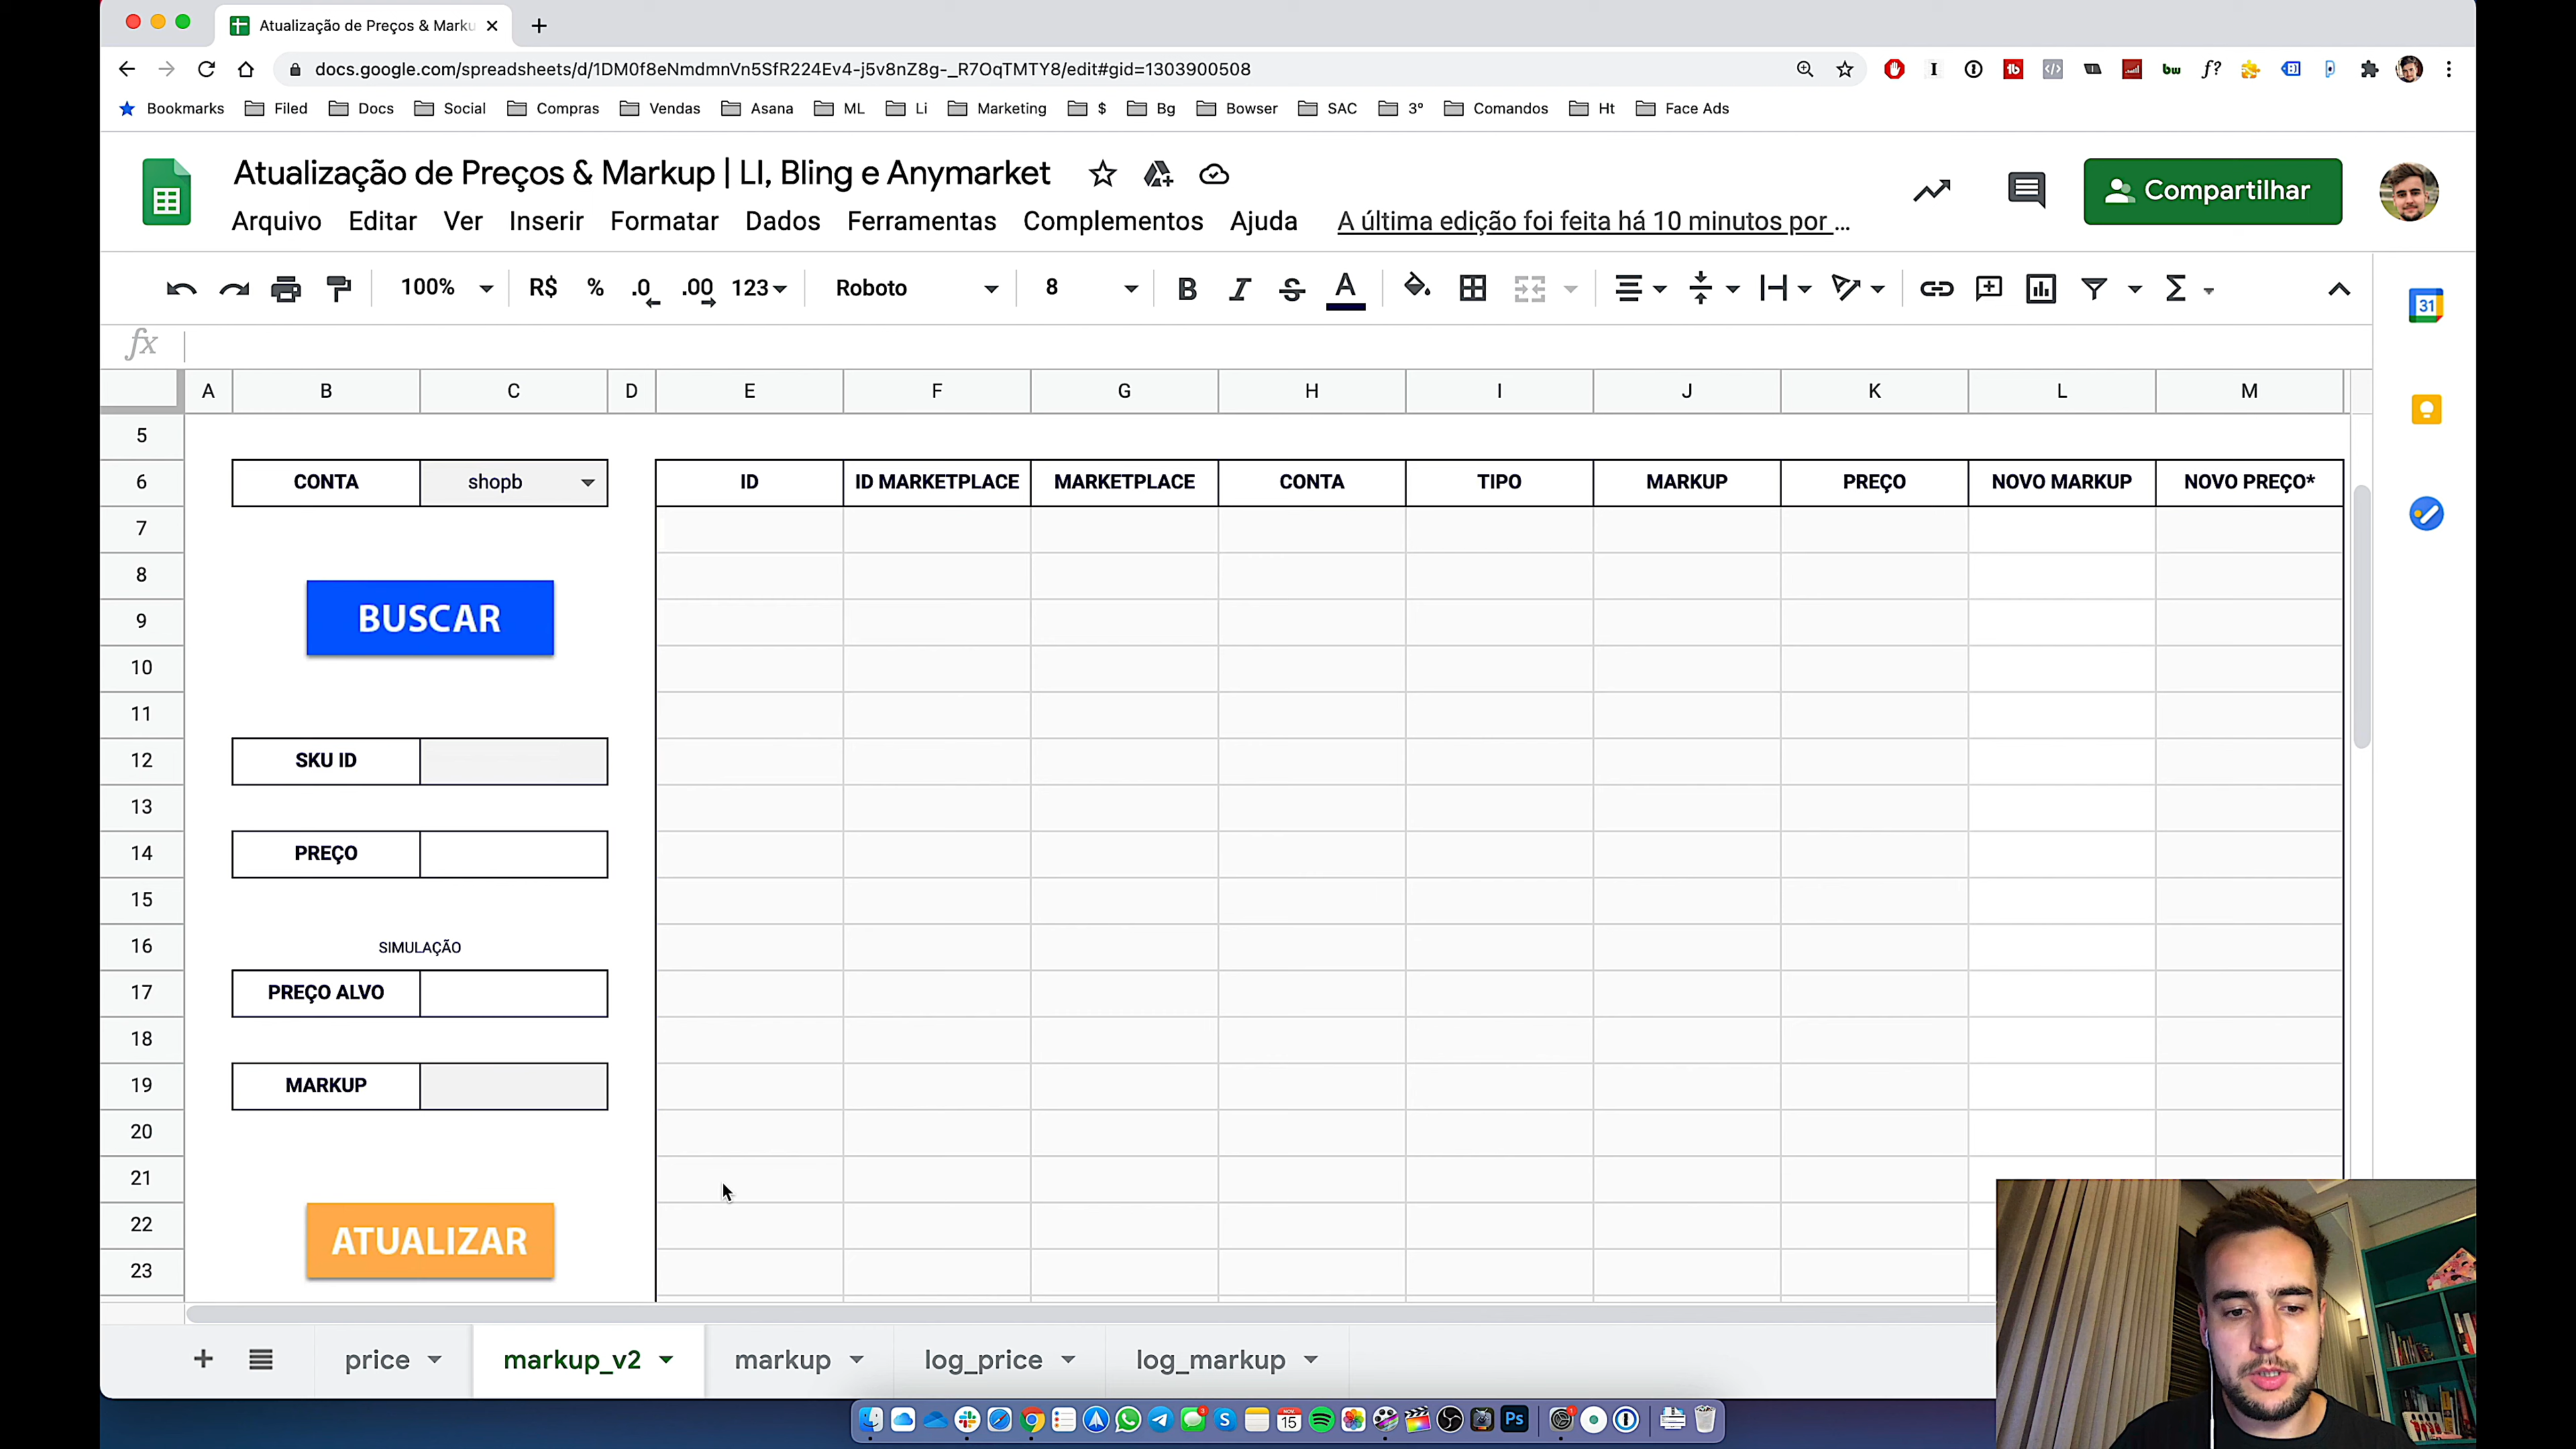 Atualização de Preços & Marku
docs.google.com/spreadsheets/d/1DM0f8eNmdmnVn5SfR224Ev4-j5v8nZ8g-_R7OqTMTY8/edit#gid=1303900508
Bookmarks Filed Docs Social Compras Vendas Asana ML Li Marketing $ Bg Bowser SAC 3º Comandos Ht Face Ads
Atualização de Preços & Markup | LI, Bling e Anymarket
Compartilhar
Arquivo Editar Ver Inserir Formatar Dados Ferramentas Complementos Ajuda A última edição foi feita há 10 minutos por ...
100% R$ % .0 .00 123 Roboto 8 B I S A
31
fx
A B C D E F G H I J K L M
5
6 CONTA shopb ID ID MARKETPLACE MARKETPLACE CONTA TIPO MARKUP PREÇO NOVO MARKUP NOVO PREÇO*
7
8
9 BUSCAR
10
11
12 SKU ID
13
14 PREÇO
15
16 SIMULAÇÃO
17 PREÇO ALVO
18
19 MARKUP
20
21
22 ATUALIZAR
23
price markup_v2 markup log_price log_markup
NOV. 15
Ps